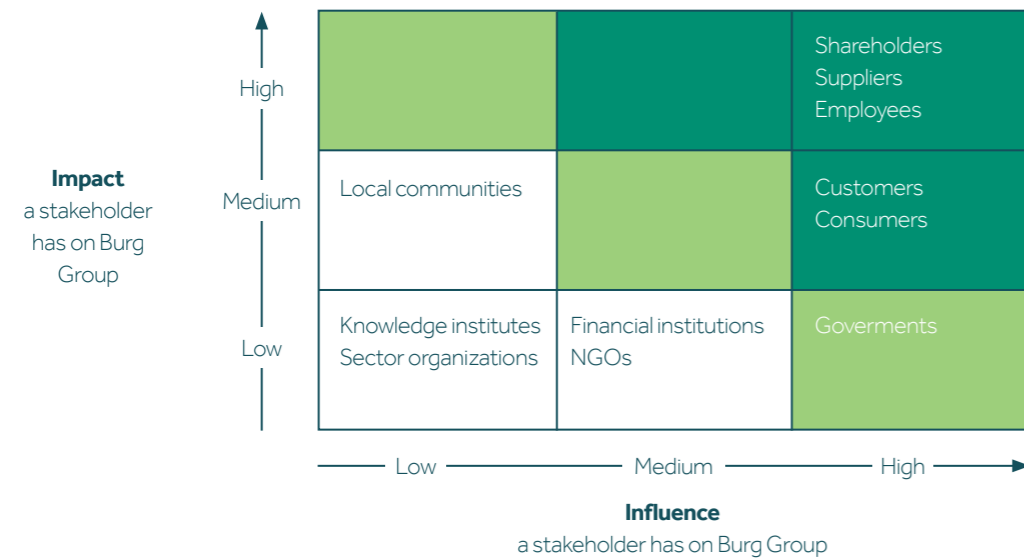 Impact
a stakeholder
has on Burg
Group
High
Medium
Low
Shareholders
Suppliers
Employees
Local communities
Customers
Consumers
Knowledge institutes
Sector organizations
Financial institutions
NGOs
Goverments
Low
Medium
High
Influence
a stakeholder has on Burg Group